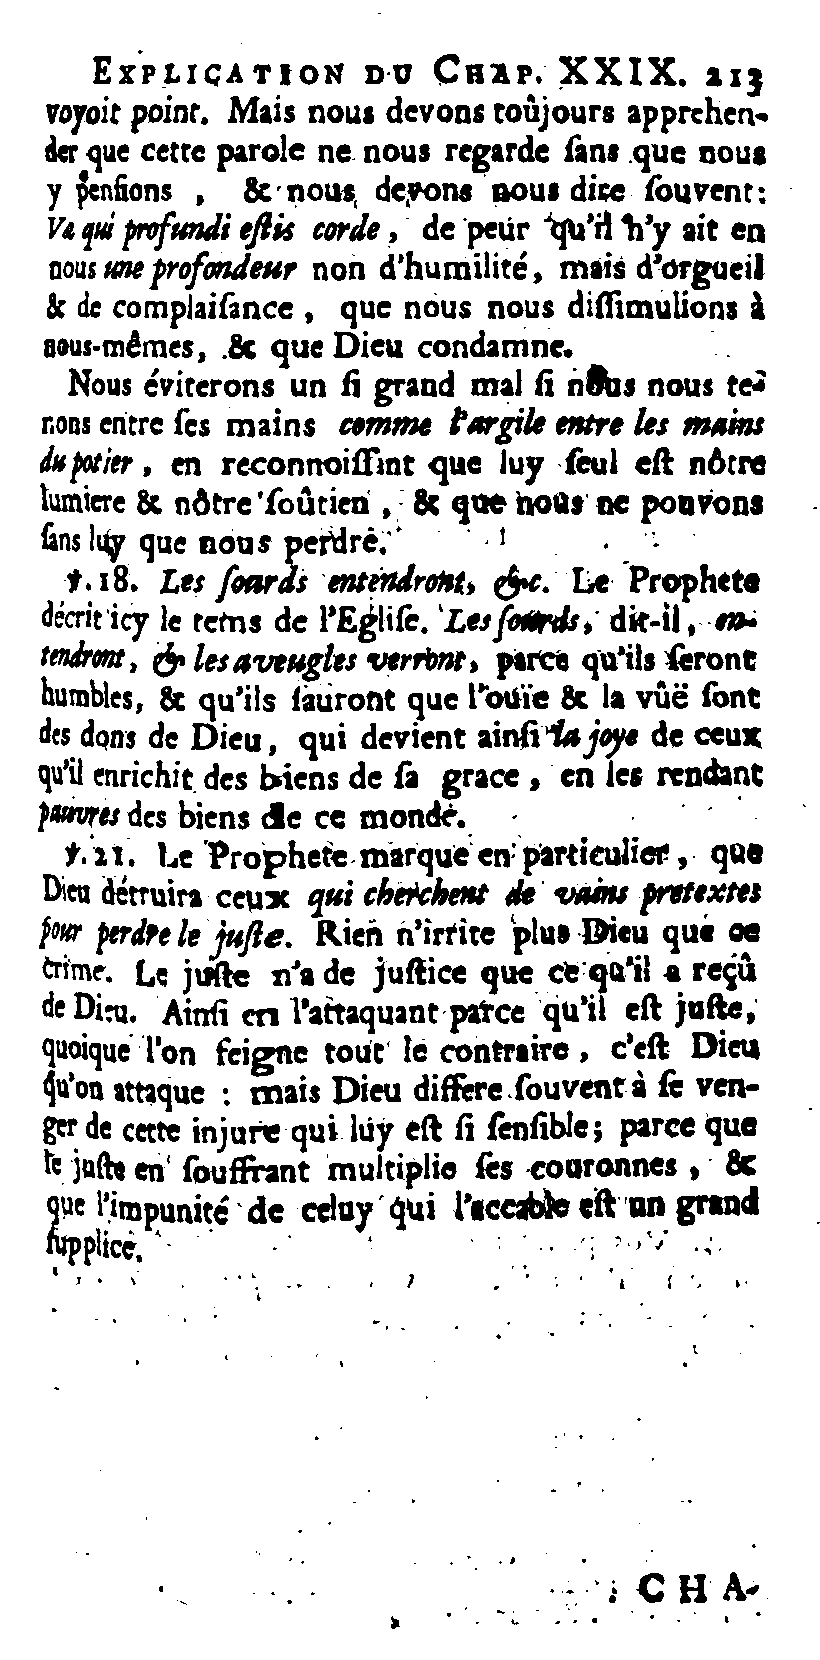 EXPLICATION DU CHAP. XXIX. 213
voyoit point. Mais nous devons toûjours apprehen-
der que cette parole ne nous regarde ſans que nous
y penſions , & nous devons nous dire ſouvent:
Væ qui profundi eſtis corde, de peur qu'il n'y ait en
nous une profondeur non d'humilité, mais d'orgueil
& de complaiſance, que nous nous diſſimulions à
nous-mêmes, & que Dieu condamne.
Nous éviterons un ſi grand mal ſi nous nous te-
nons entre ſes mains comme l'argile entre les mains
du potier, en reconnoiſſant que luy ſeul eſt nôtre
lumiere & nôtre ſoûtien, & que nous ne pouvons
ſans luy que nous perdre.
℣.18. Les ſourds entendront, &c. Le Prophete
décrit icy le tems de l'Egliſe. Les ſourds, dit-il, en-
tendront, & les aveugles verront, parce qu'ils ſeront
humbles, & qu'ils ſauront que l'ouïe & la vûë ſont
des dons de Dieu, qui devient ainſi la joye de ceux
qu'il enrichit des biens de ſa grace, en les rendant
pauvres des biens de ce monde.
℣.21. Le Prophete marque en particulier, que
Dieu détruira ceux qui cherchent de vains pretextes
pour perdre le juſte. Rien n'irrite plus Dieu que ce
crime. Le juſte n'a de juſtice que ce qu'il a reçû
de Dieu. Ainſi en l'attaquant parce qu'il eſt juſte,
quoique l'on feigne tout le contraire, c'eſt Dieu
qu'on attaque : mais Dieu differe ſouvent à ſe ven-
ger de cette injure qui luy eſt ſi ſenſible; parce que
le juſte en ſouffrant multiplie ſes couronnes, &
que l'impunité de celuy qui l'accable eſt un grand
ſupplice.
CHA-